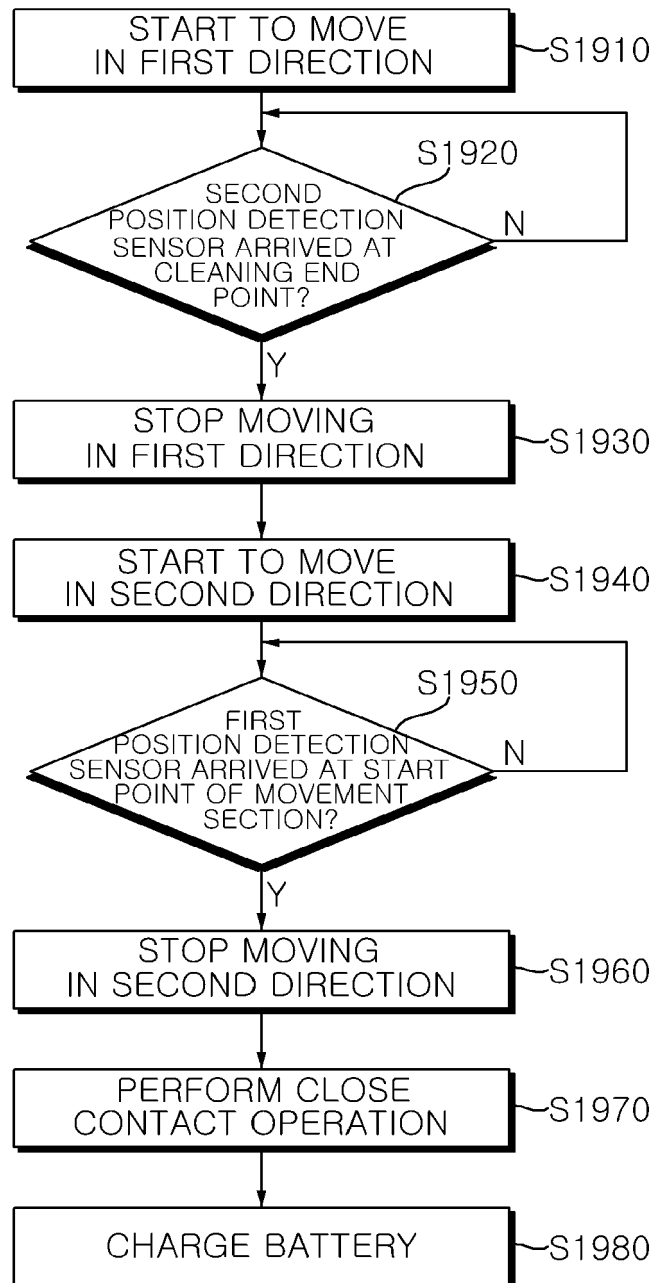 START TO MOVE
IN FIRST DIRECTION
S1910
S1920
SECOND
POSITION DETECTION
SENSOR ARRIVED AT
CLEANING END
POINT?
N
Y
STOP MOVING
IN FIRST DIRECTION
S1930
START TO MOVE
IN SECOND DIRECTION
S1940
S1950
FIRST
POSITION DETECTION
SENSOR ARRIVED AT START
POINT OF MOVEMENT
SECTION?
N
Y
STOP MOVING
IN SECOND DIRECTION
S1960
PERFORM CLOSE
CONTACT OPERATION
S1970
CHARGE BATTERY
S1980